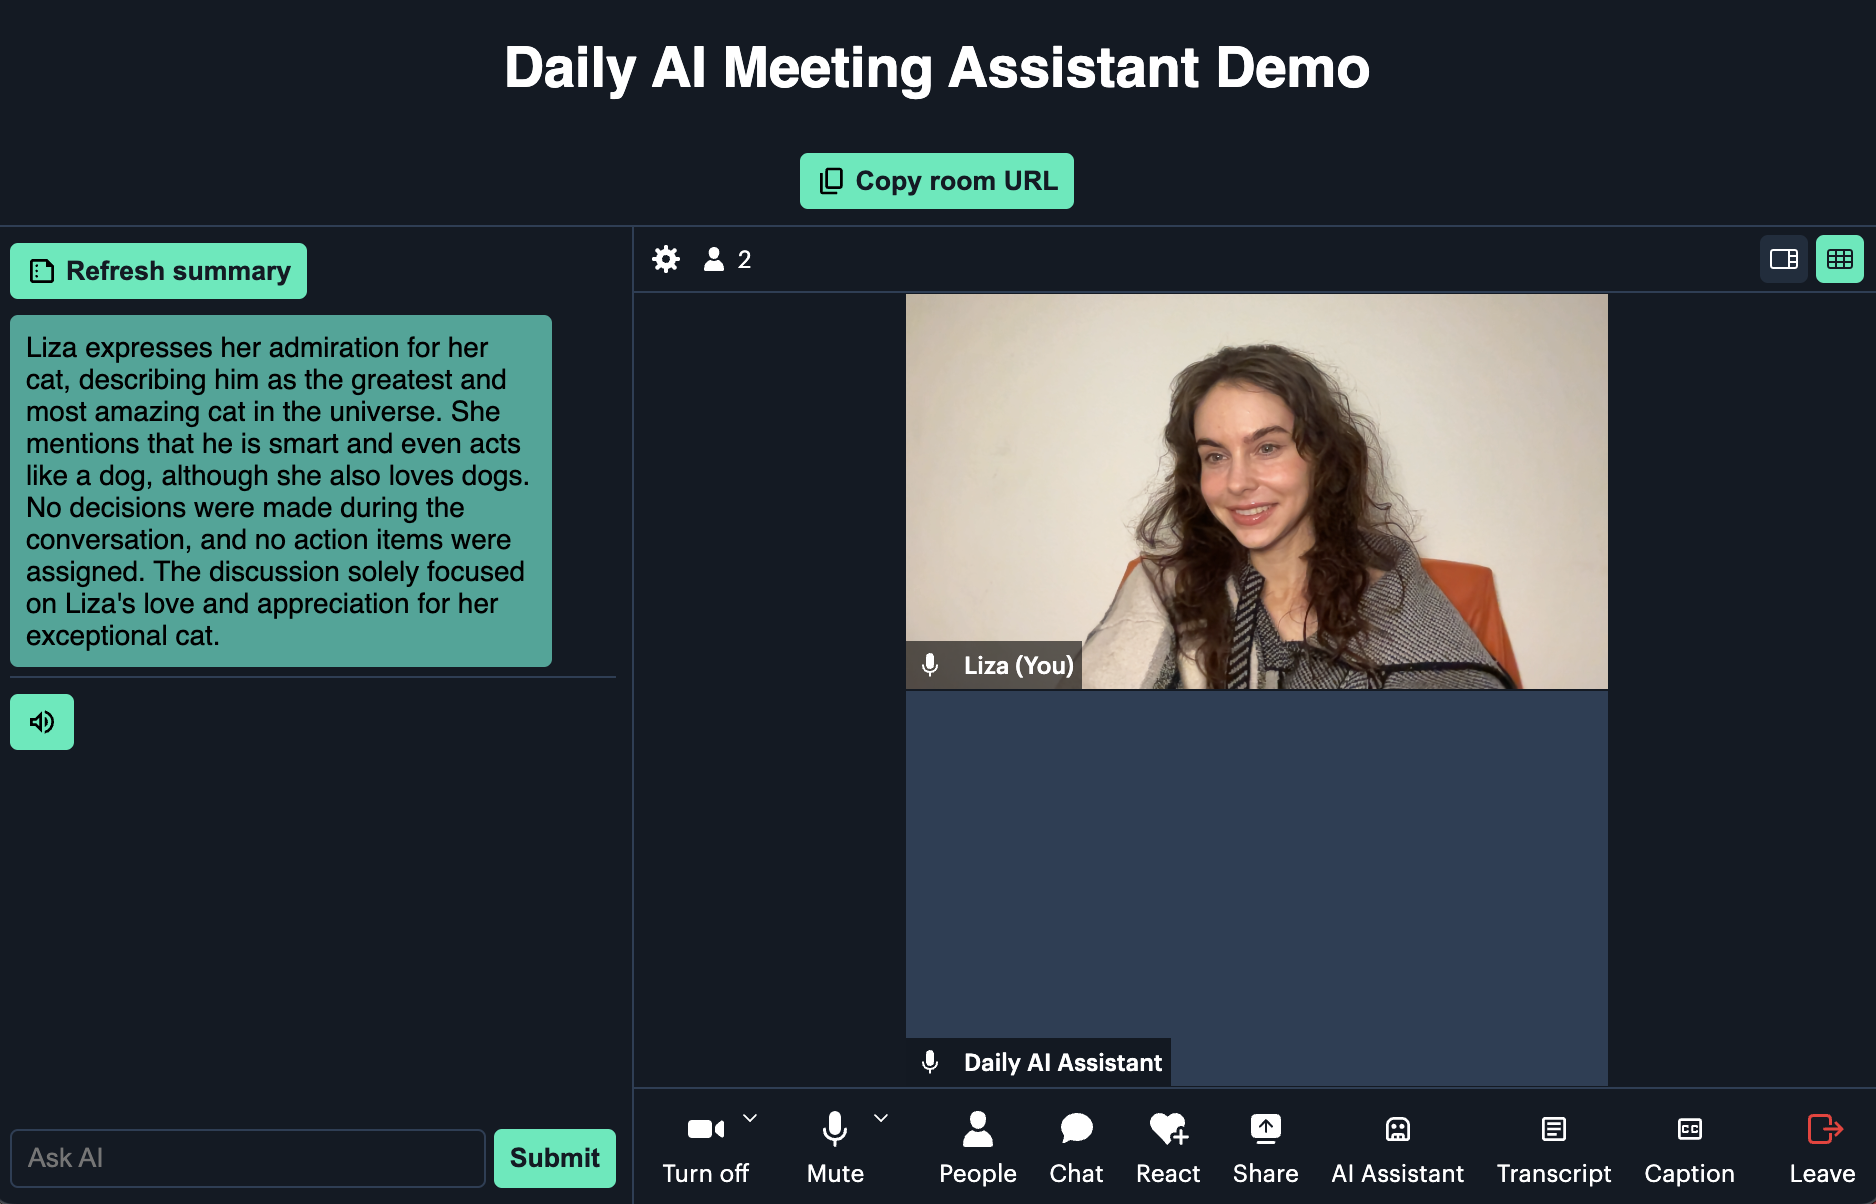 Daily AI Meeting Assistant Demo
Copy room URL
Refresh summary
Liza expresses her admiration for her
cat, describing him as the greatest and
most amazing cat in the universe. She
mentions that he is smart and even acts
like a dog, although she also loves dogs.
No decisions were made during the
conversation, and no action items were
assigned. The discussion solely focused
on Liza's love and appreciation for her
exceptional cat.
Ask AI
Submit
2
Liza (You)
Daily AI Assistant
Turn off
Mute
People
Chat
React
Share
AI Assistant
Transcript
CC
Caption
Leave